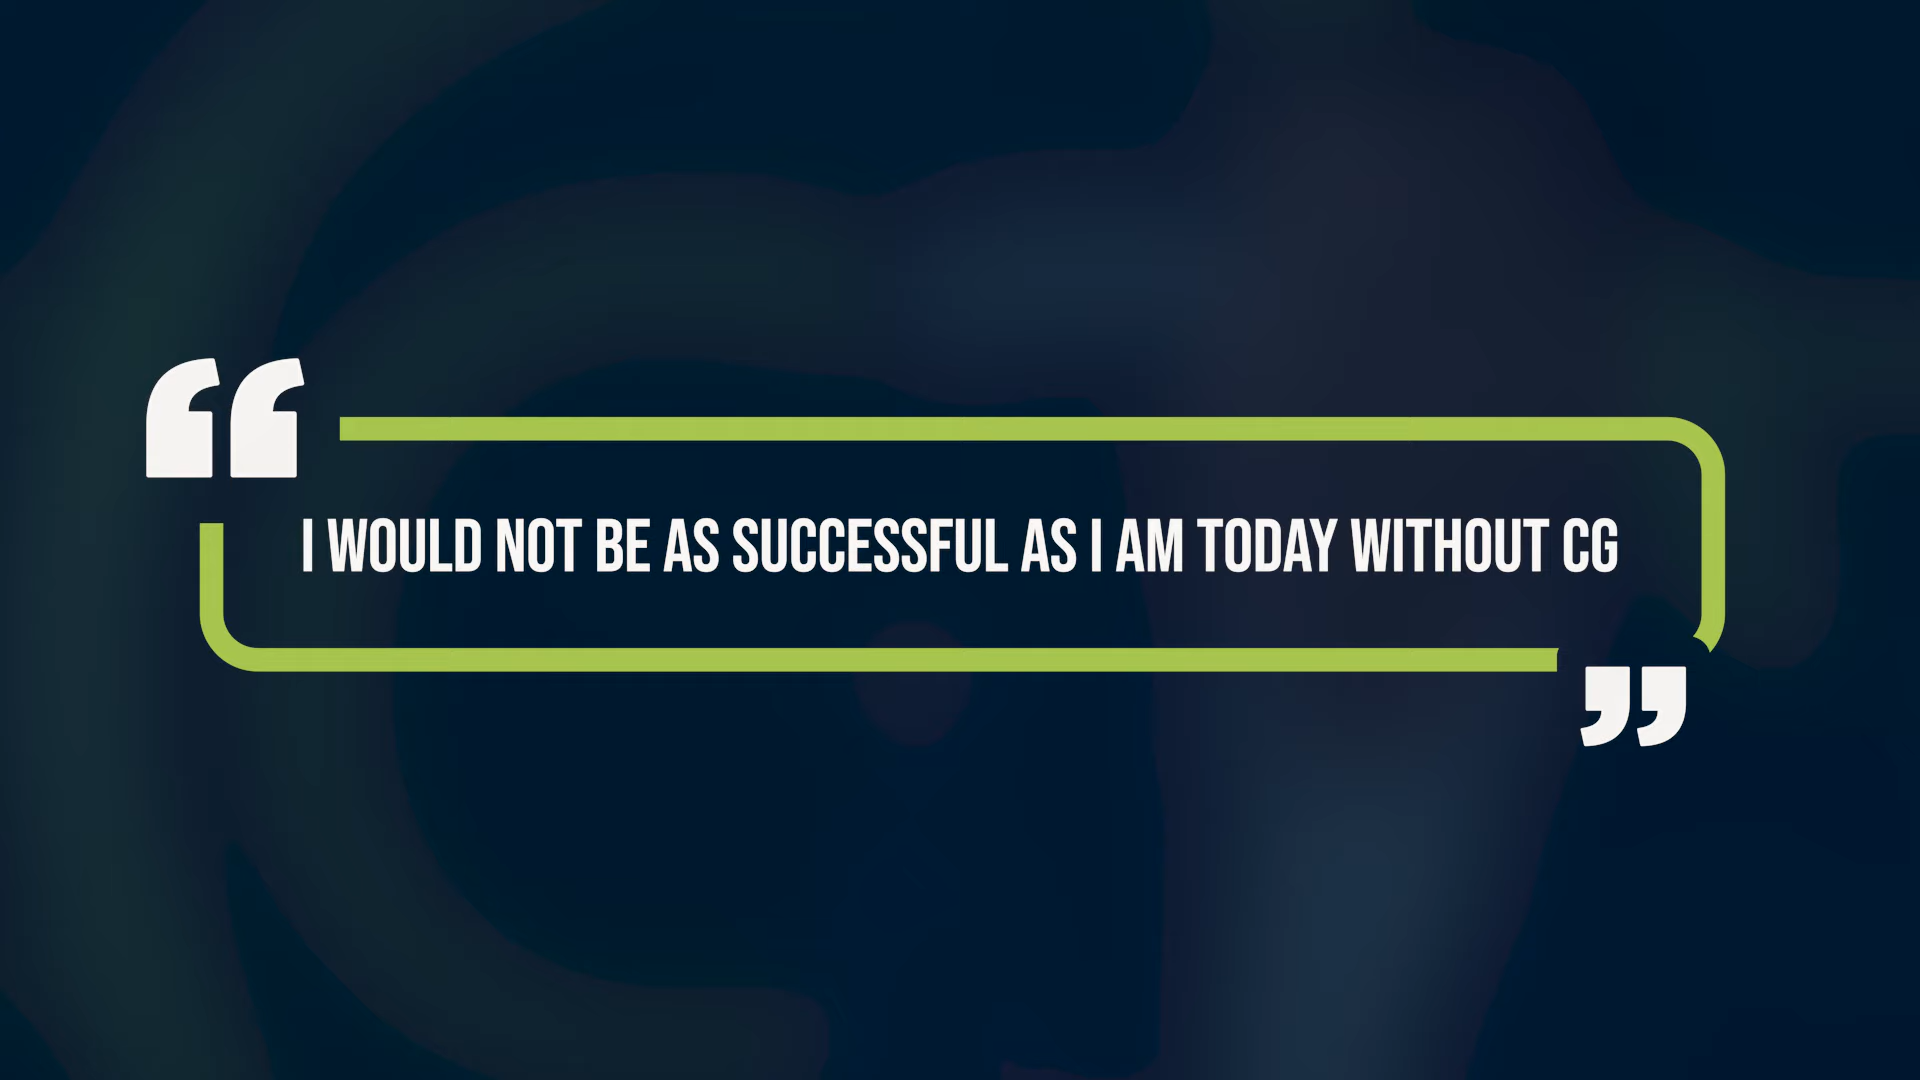 “
I WOULD NOT BE AS SUCCESSFUL AS I AM TODAY WITHOUT CG
”